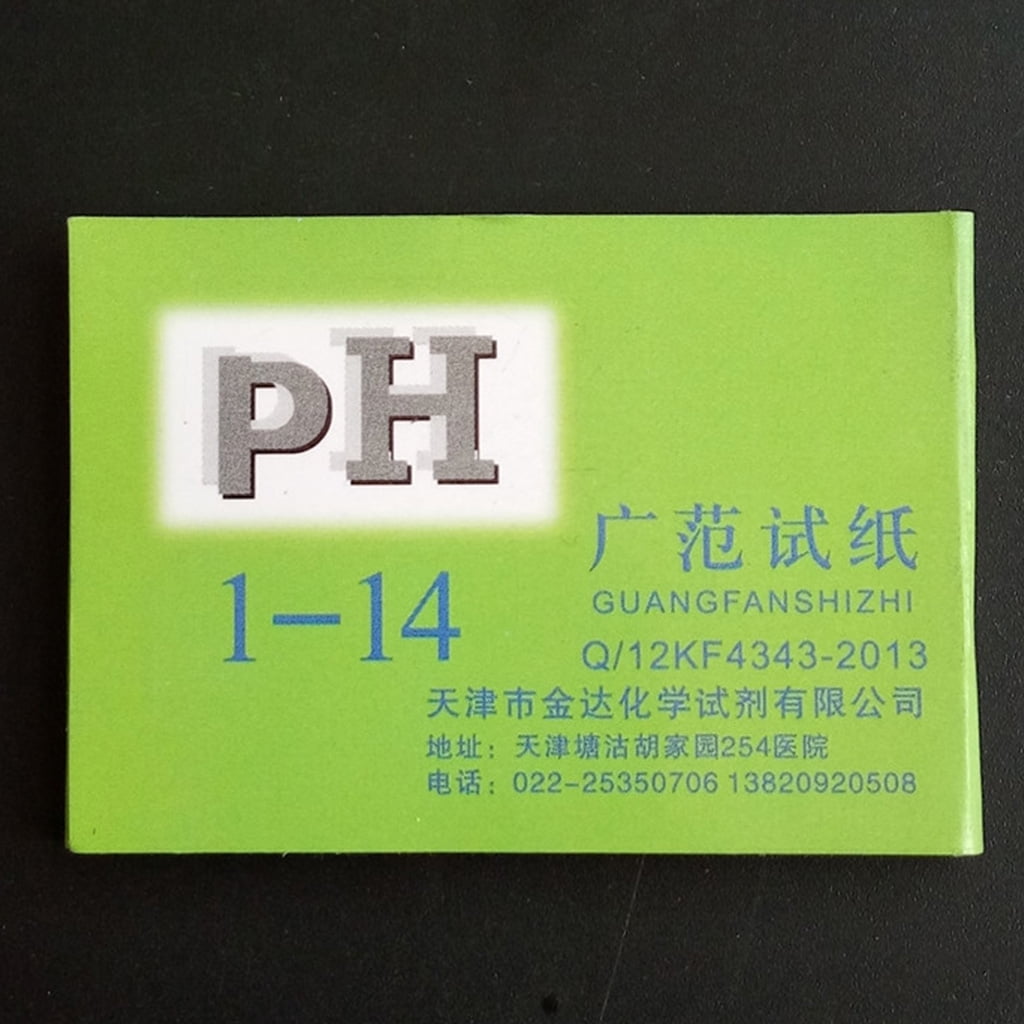 pH
1-14
广范试纸
GUANGFANSHIZHI
Q/12KF4343-2013
天津市金达化学试剂有限公司
地址：天津塘沽胡家园254医院
电话：022-25350706 13820920508